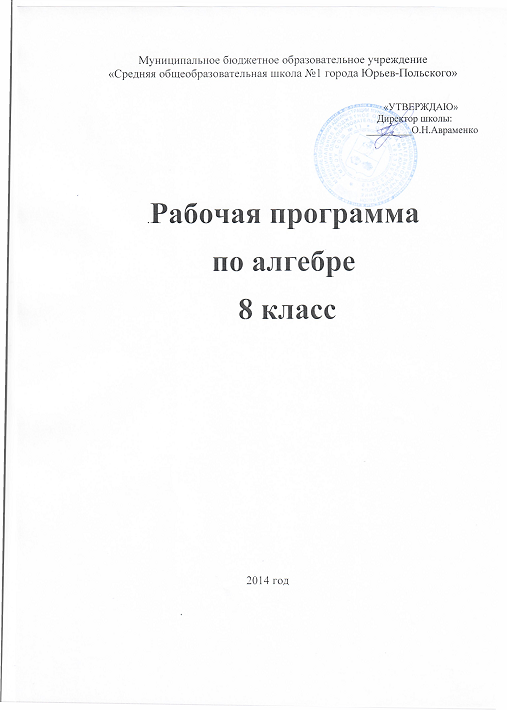 Муниципальное бюджетное образовательное учреждение
«Средняя общеобразовательная школа №1 города Юрьев-Польского»
«УТВЕРЖДАЮ»
Директор школы:
_________О.Н.Авраменко
Рабочая программа
по алгебре
8 класс
2014 год